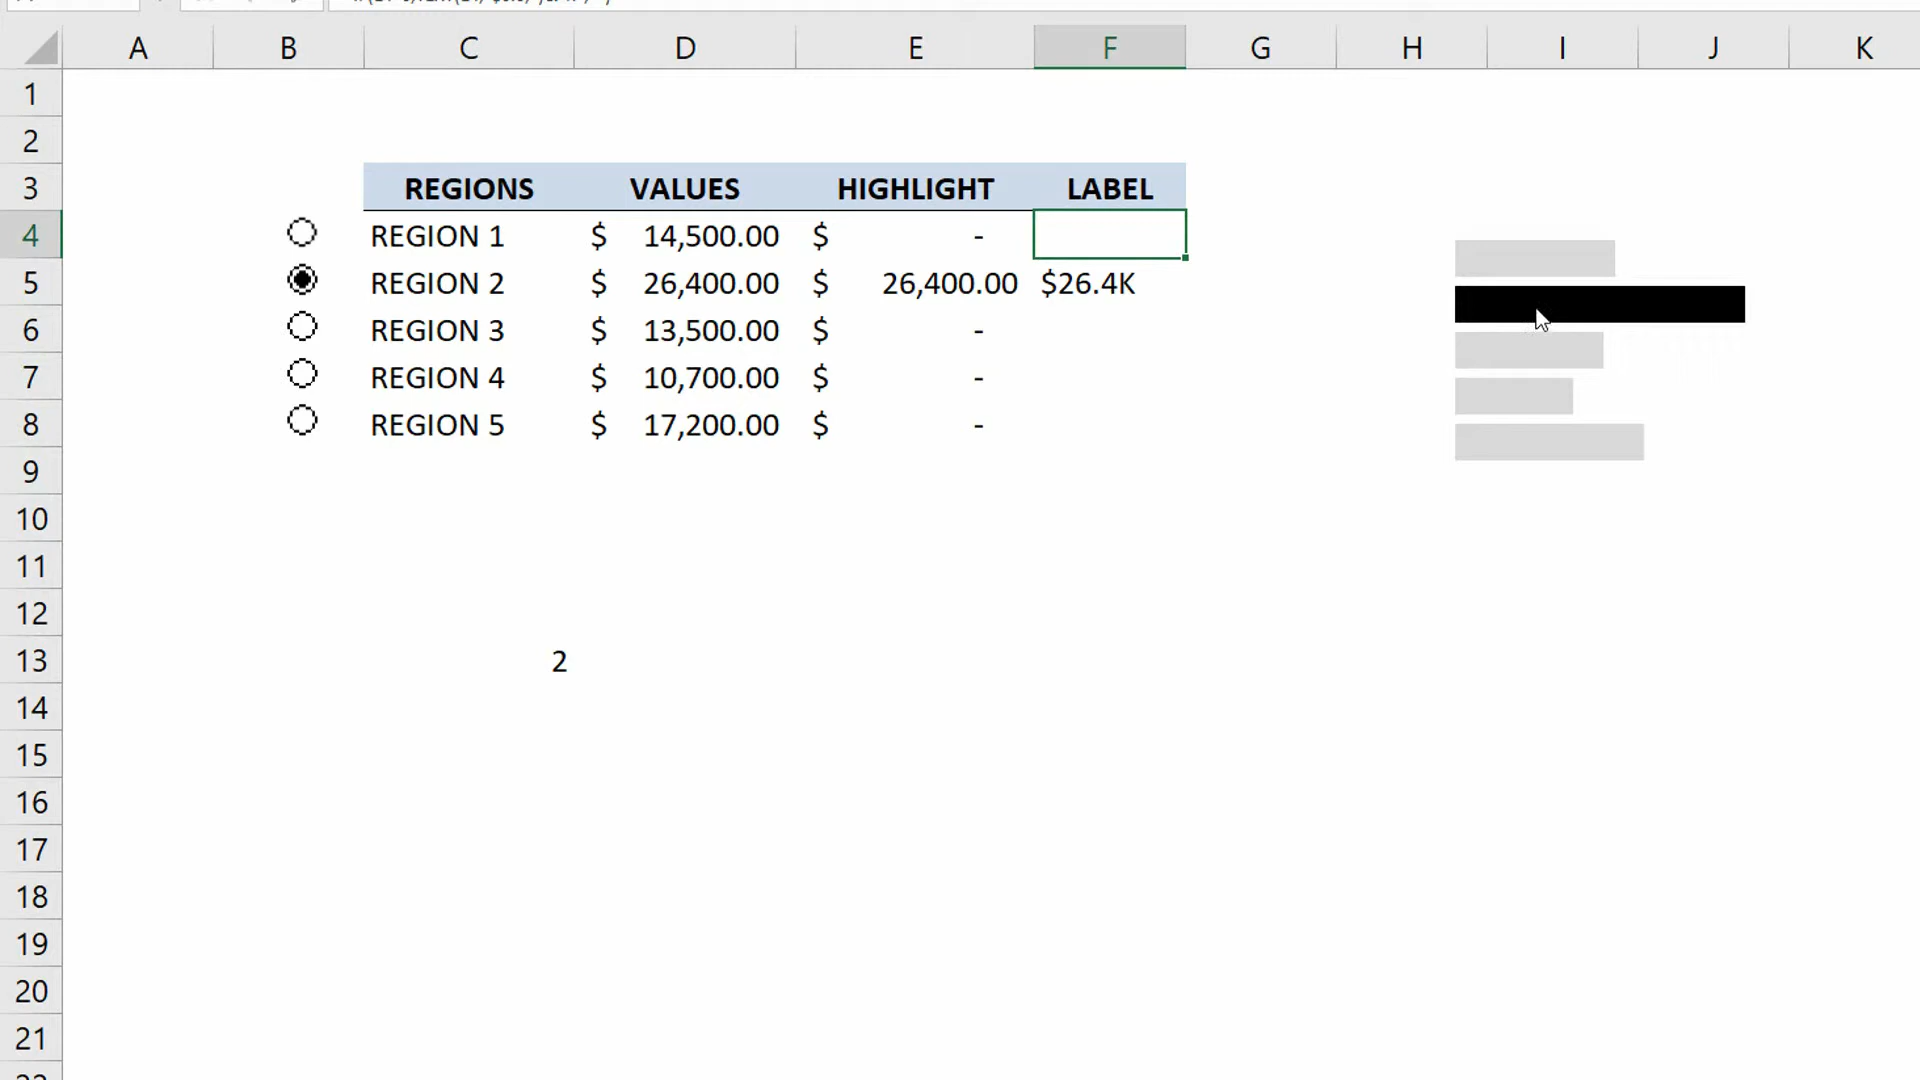 A B C D E F G H I J K
1
2
3 REGIONS VALUES HIGHLIGHT LABEL
4 REGION 1 $ 14,500.00 $ -
5 REGION 2 $ 26,400.00 $ 26,400.00 $26.4K
6 REGION 3 $ 13,500.00 $ -
7 REGION 4 $ 10,700.00 $ -
8 REGION 5 $ 17,200.00 $ -
9
10
11
12
13 2
14
15
16
17
18
19
20
21